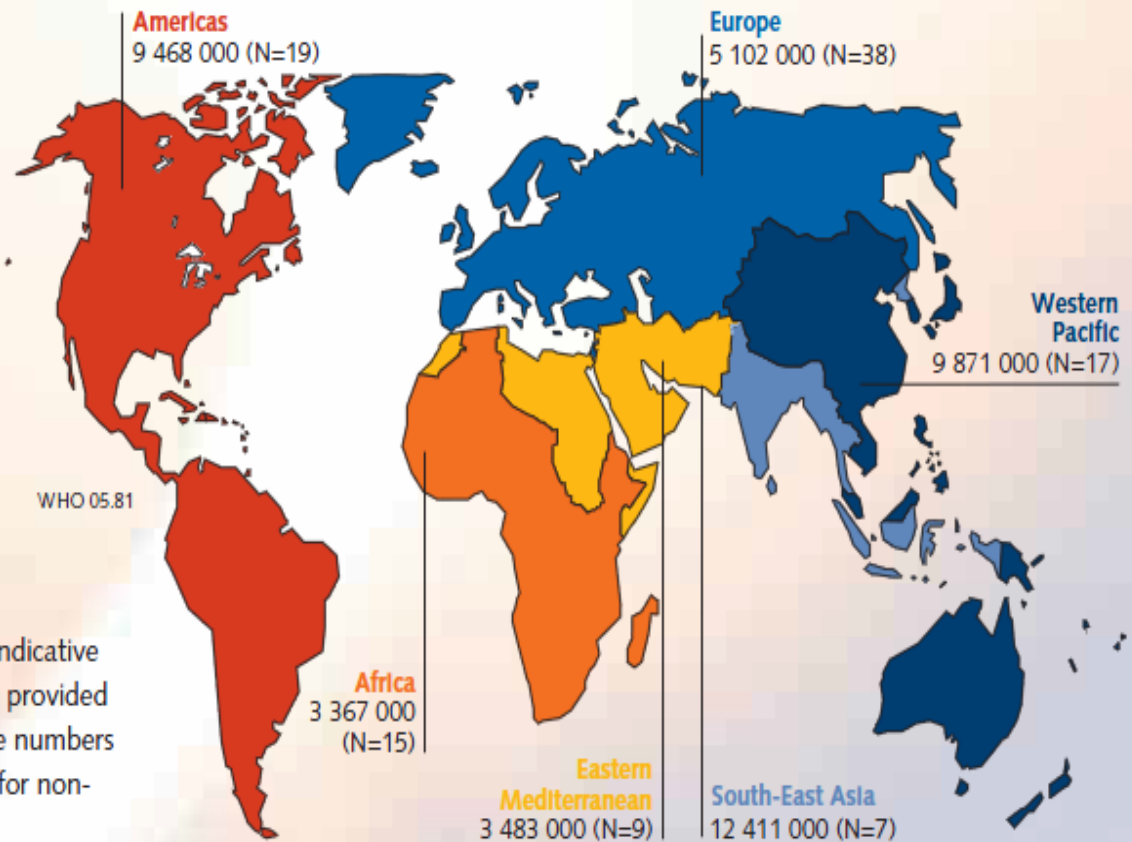 Americas
9 468 000 (N=19)
Europe
5 102 000 (N=38)
Western
Pacific
9 871 000 (N=17)
WHO 05.81
ndicative
provided
e numbers
for non-
Africa
3 367 000
(N=15)
Eastern
Mediterranean
3 483 000 (N=9)
South-East Asia
12 411 000 (N=7)